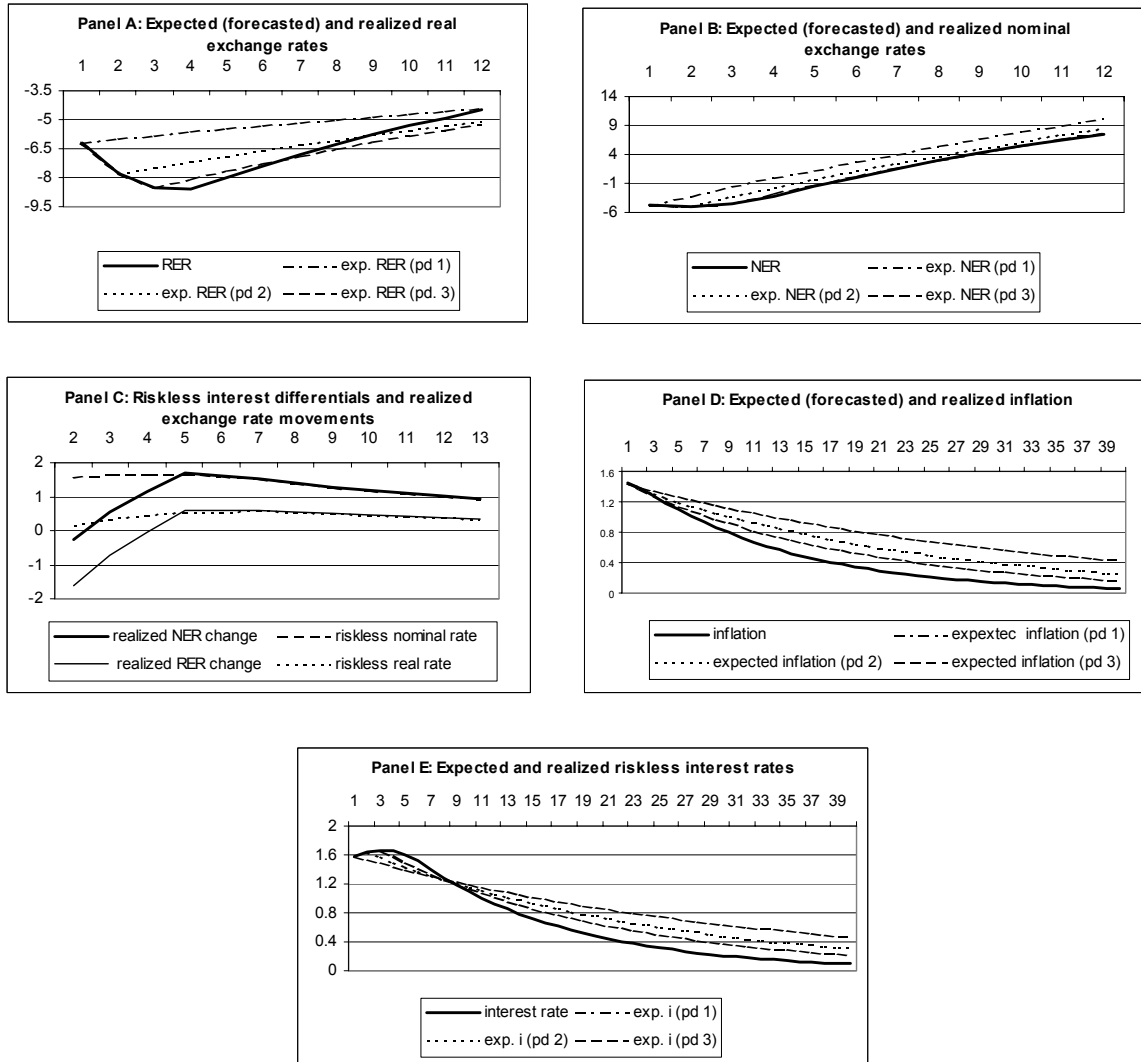 Panel A: Expected (forecasted) and realized real
exchange rates
1 2 3 4 5 6 7 8 9 10 11 12
-3.5
-5
-6.5
-8
-9.5
RER exp. RER (pd 1)
exp. RER (pd 2) exp. RER (pd. 3)
Panel B: Expected (forecasted) and realized nominal
exchange rates
1 2 3 4 5 6 7 8 9 10 11 12
14
9
4
-1
-6
NER exp. NER (pd 1)
exp. NER (pd 2) exp. NER (pd 3)
Panel C: Riskless interest differentials and realized
exchange rate movements
2 3 4 5 6 7 8 9 10 11 12 13
2
1
0
-1
-2
realized NER change riskless nominal rate
realized RER change riskless real rate
Panel D: Expected (forecasted) and realized inflation
1 3 5 7 9 11 13 15 17 19 21 23 25 27 29 31 33 35 37 39
1.6
1.2
0.8
0.4
0
inflation expextec inflation (pd 1)
expected inflation (pd 2) expected inflation (pd 3)
Panel E: Expected and realized riskless interest rates
1 3 5 7 9 11 13 15 17 19 21 23 25 27 29 31 33 35 37 39
2
1.6
1.2
0.8
0.4
0
interest rate exp. i (pd 1)
exp. i (pd 2) exp. i (pd 3)